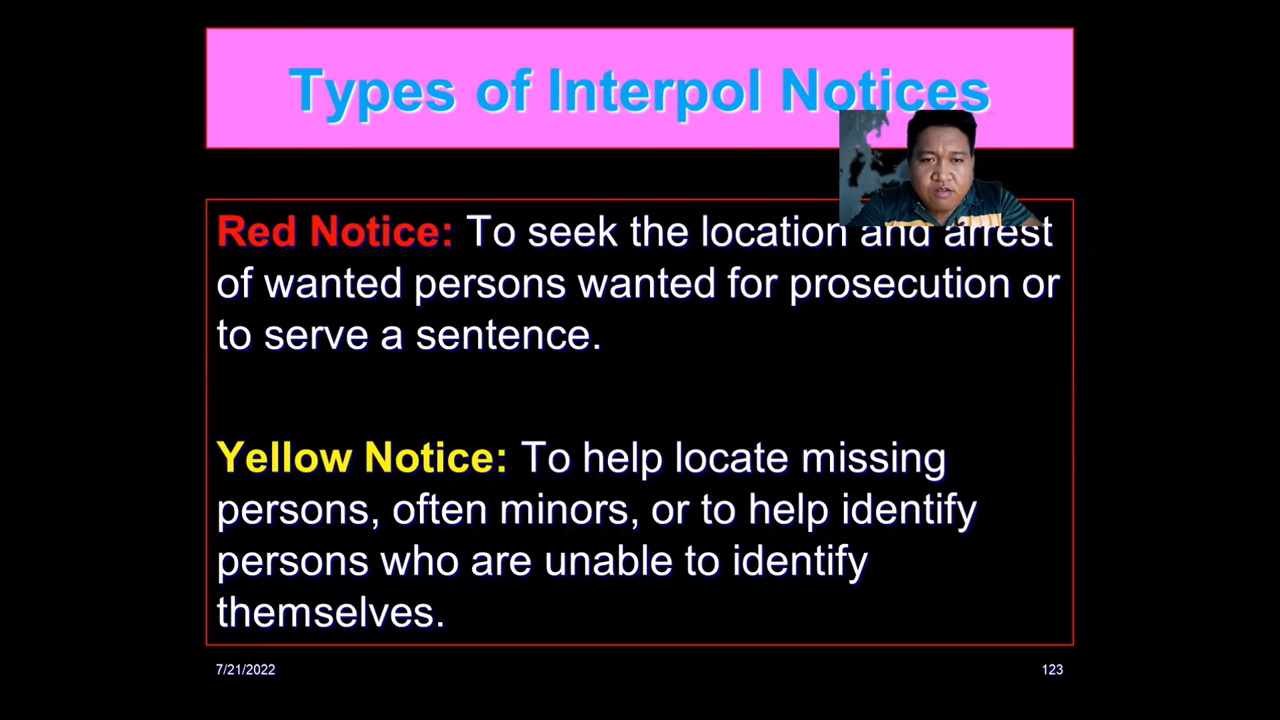 Types of Interpol Notices
Red Notice: To seek the location and arrest
of wanted persons wanted for prosecution or
to serve a sentence.
Yellow Notice: To help locate missing
persons, often minors, or to help identify
persons who are unable to identify
themselves.
7/21/2022
123